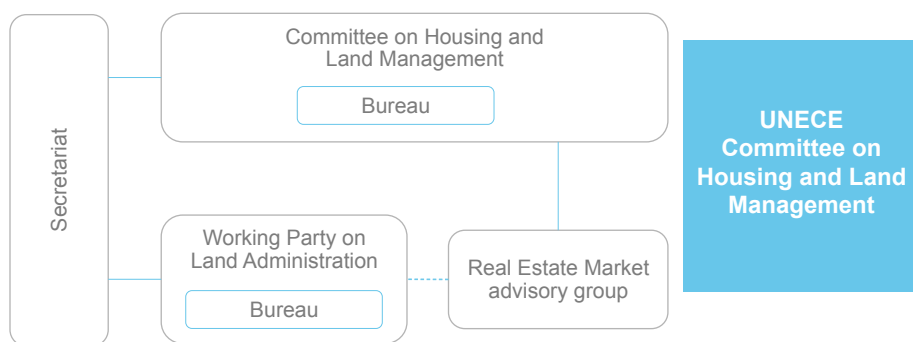 Secretariat
Committee on Housing and
Land Management
Bureau
Working Party on
Land Administration
Bureau
Real Estate Market
advisory group
UNECE
Committee on
Housing and Land
Management